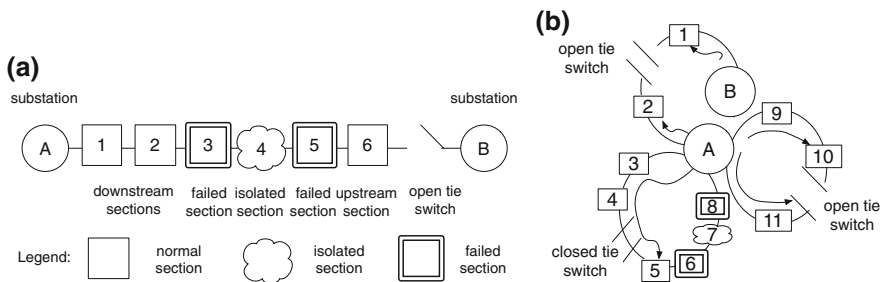 (a)
substation
substation
A
1
2
3
4
5
6
B
downstream sections
failed section
isolated section
failed section
upstream section
open tie switch
Legend:
normal section
isolated section
failed section
(b)
open tie switch
1
B
2
A
9
3
10
4
8
11
7
open tie switch
closed tie switch
5
6